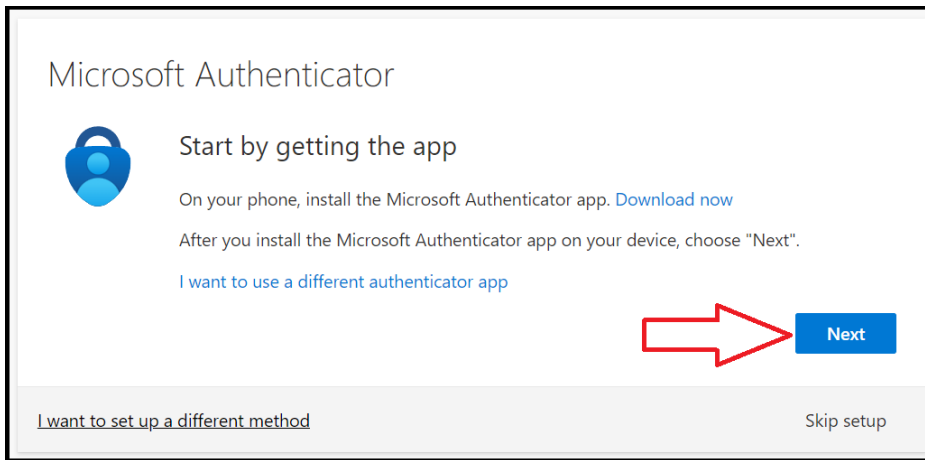 Microsoft Authenticator
Start by getting the app
On your phone, install the Microsoft Authenticator app. Download now
After you install the Microsoft Authenticator app on your device, choose "Next".
I want to use a different authenticator app
Next
I want to set up a different method
Skip setup